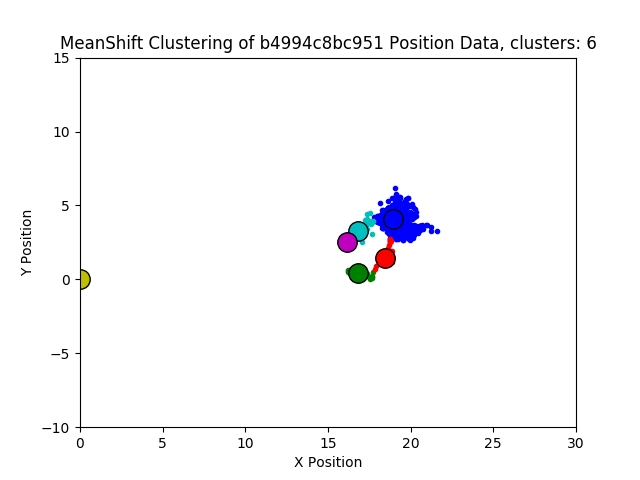 MeanShift Clustering of b4994c8bc951 Position Data, clusters: 6
15
10
5
0
−5
−10
Y Position
0 5 10 15 20 25 30
X Position